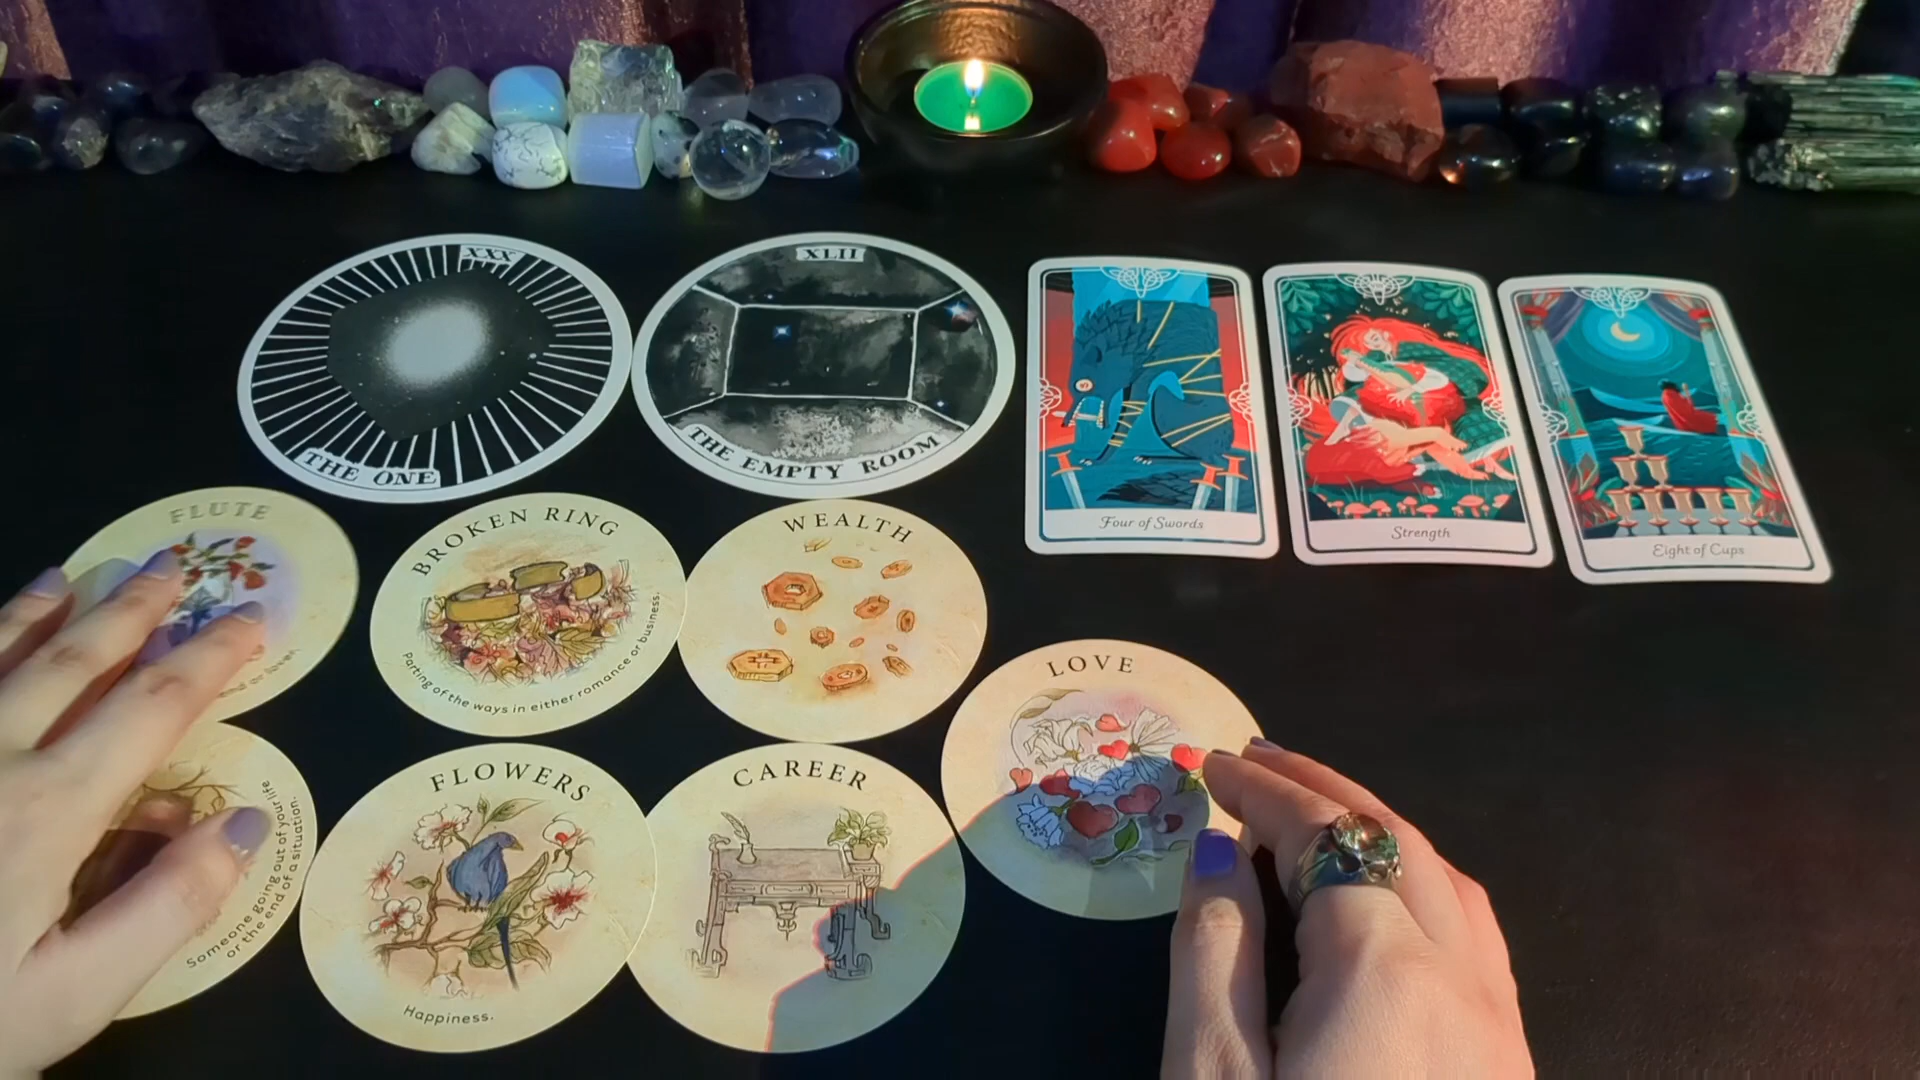 XXX
THE ONE
XLII
THE EMPTY ROOM
Four of Swords
VIII
Strength
Eight of Cups
FLUTE
BROKEN RING
Parting of the ways in either romance or business.
WEALTH
LOVE
Someone going out of your life
or the end of a situation.
FLOWERS
Happiness.
CAREER